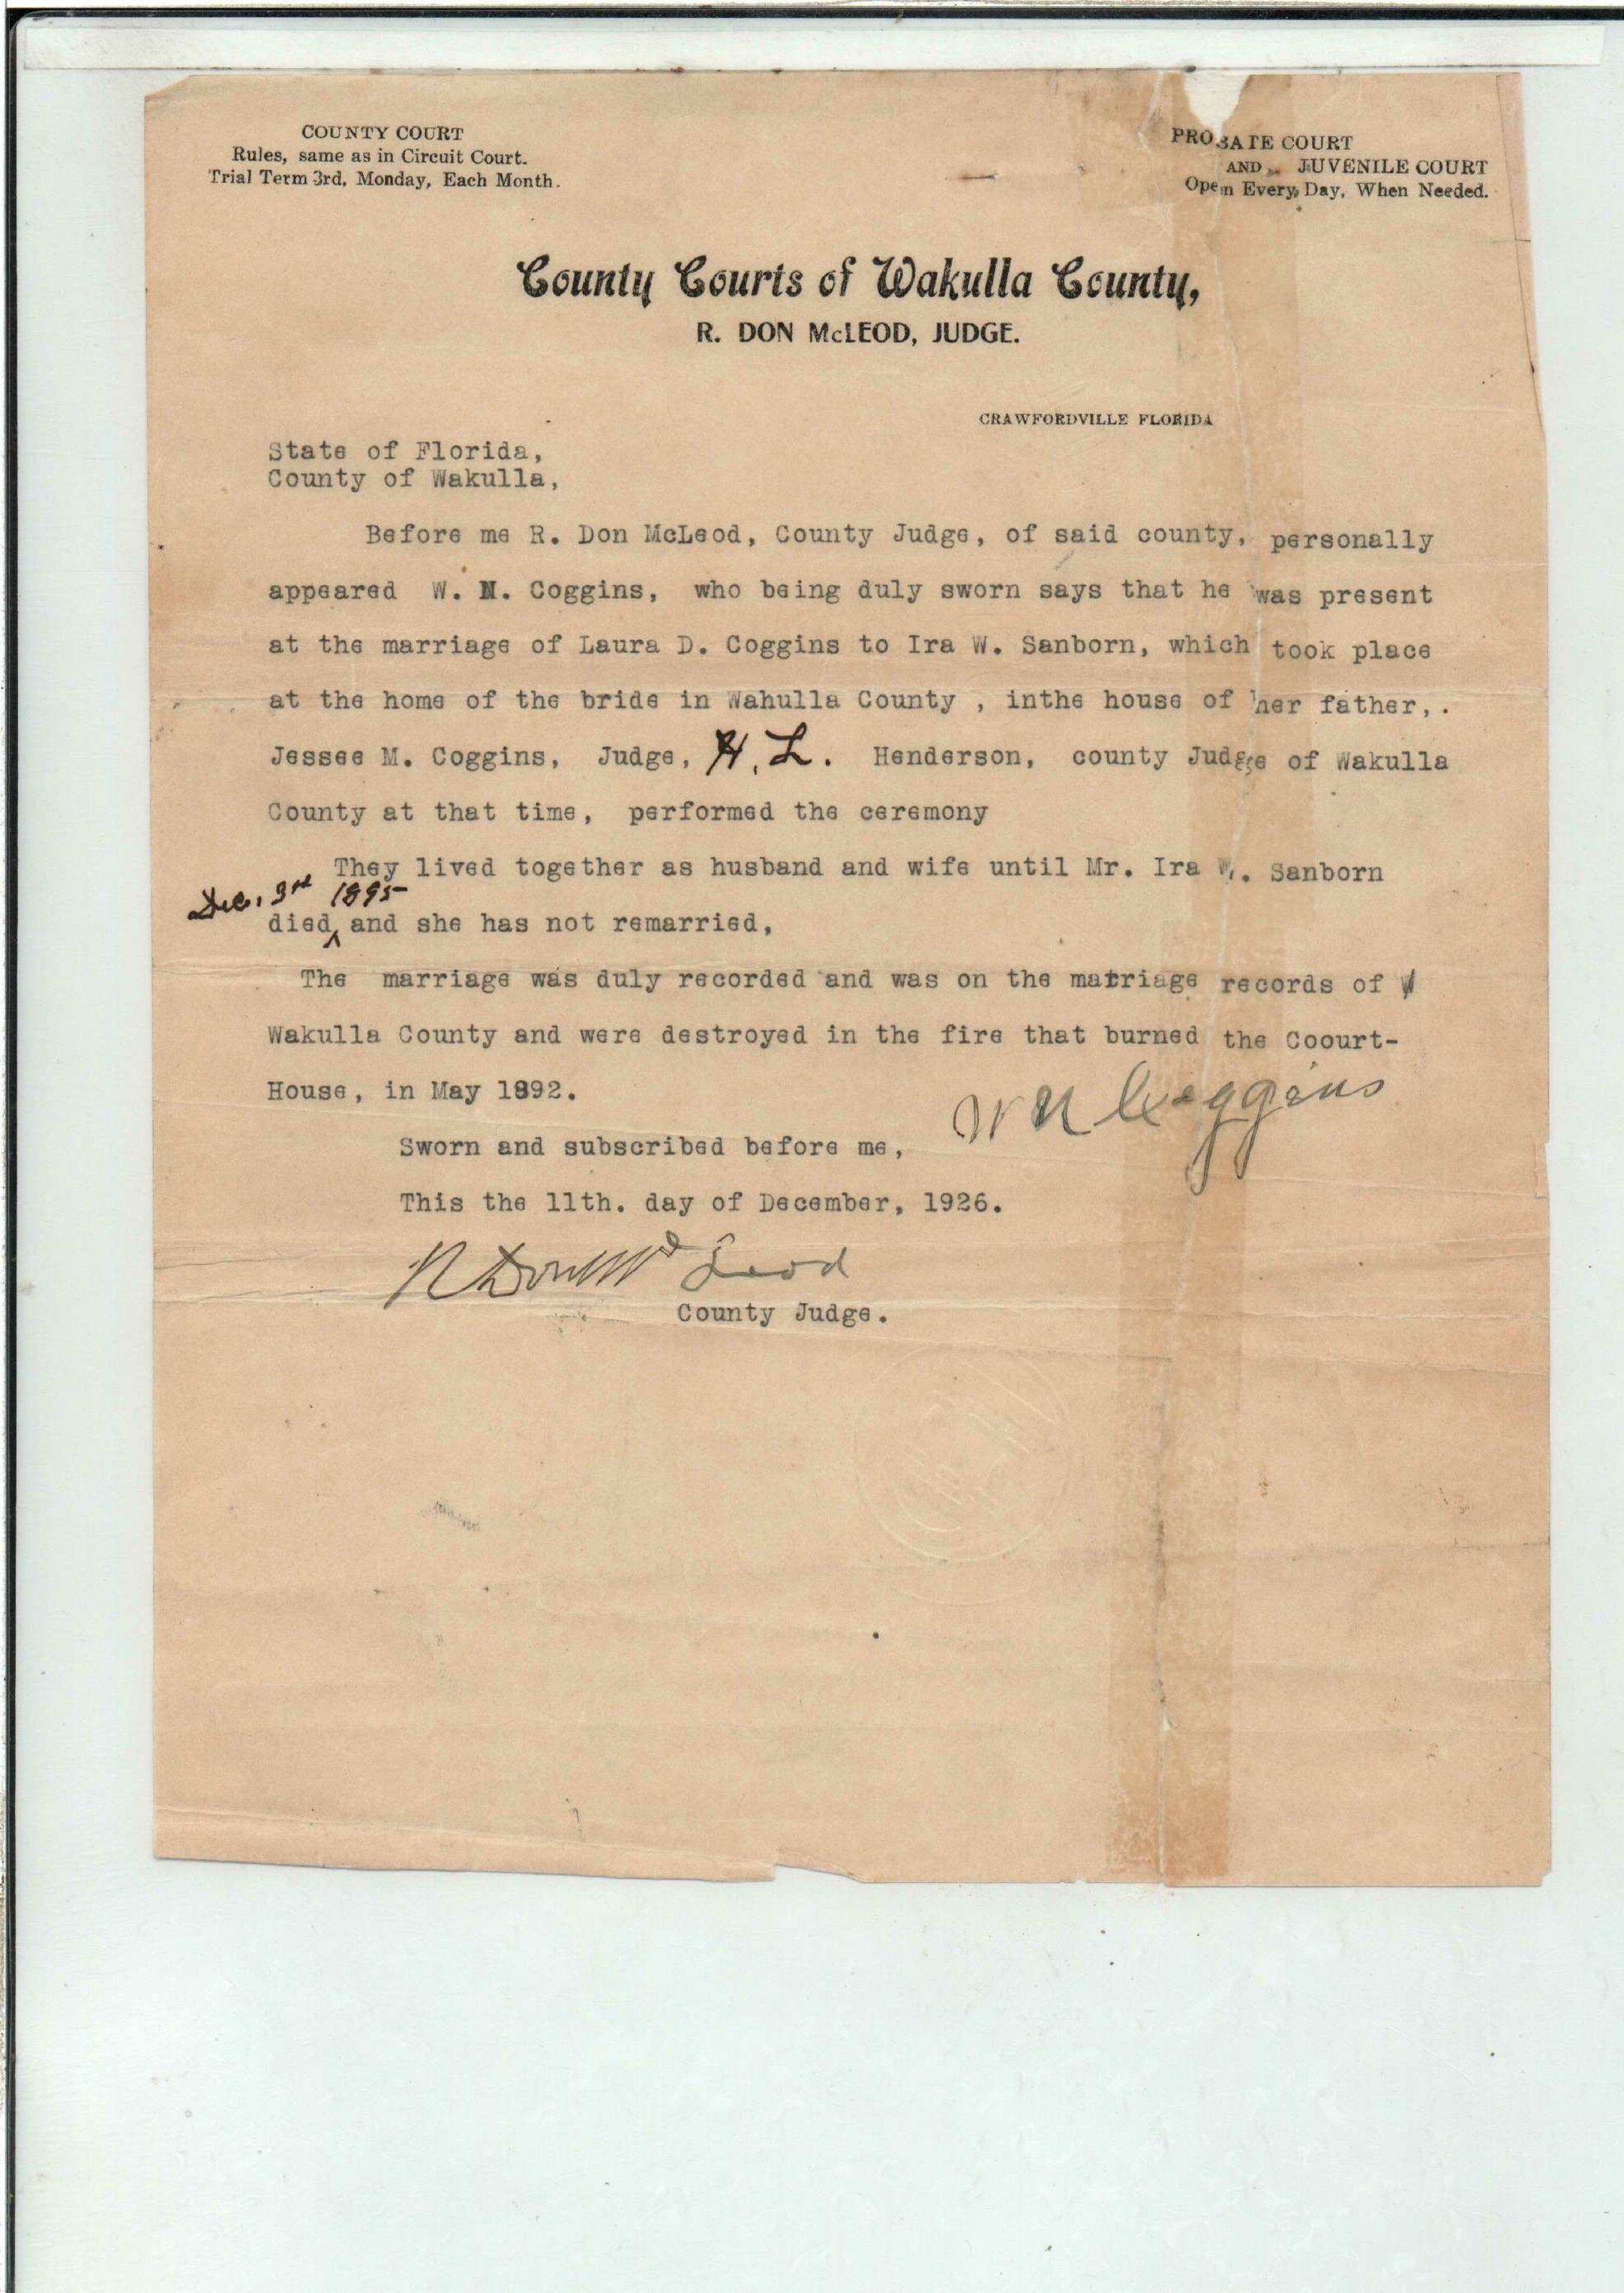 COUNTY COURT
Rules, same as in Circuit Court.
Trial Term 3rd, Monday, Each Month.
PROBATE COURT
AND JUVENILE COURT
Open Every Day, When Needed.
County Courts of Wakulla County,
R. DON McLEOD, JUDGE.
CRAWFORDVILLE FLORIDA
State of Florida,
County of Wakulla,
Before me R. Don McLeod, County Judge, of said county, personally
appeared W. N. Coggins, who being duly sworn says that he was present
at the marriage of Laura D. Coggins to Ira W. Sanborn, which took place
at the home of the bride in Wahulla County , inthe house of her father,.
Jessee M. Coggins, Judge, H. L. Henderson, county Judge of Wakulla
County at that time, performed the ceremony
They lived together as husband and wife until Mr. Ira W. Sanborn
Dec. 3rd 1895
died, and she has not remarried,
The marriage was duly recorded and was on the marriage records of W
Wakulla County and were destroyed in the fire that burned the Coourt-
House, in May 1892.
W N Coggins
Sworn and subscribed before me,
This the 11th. day of December, 1926.
R Don McLeod
County Judge.